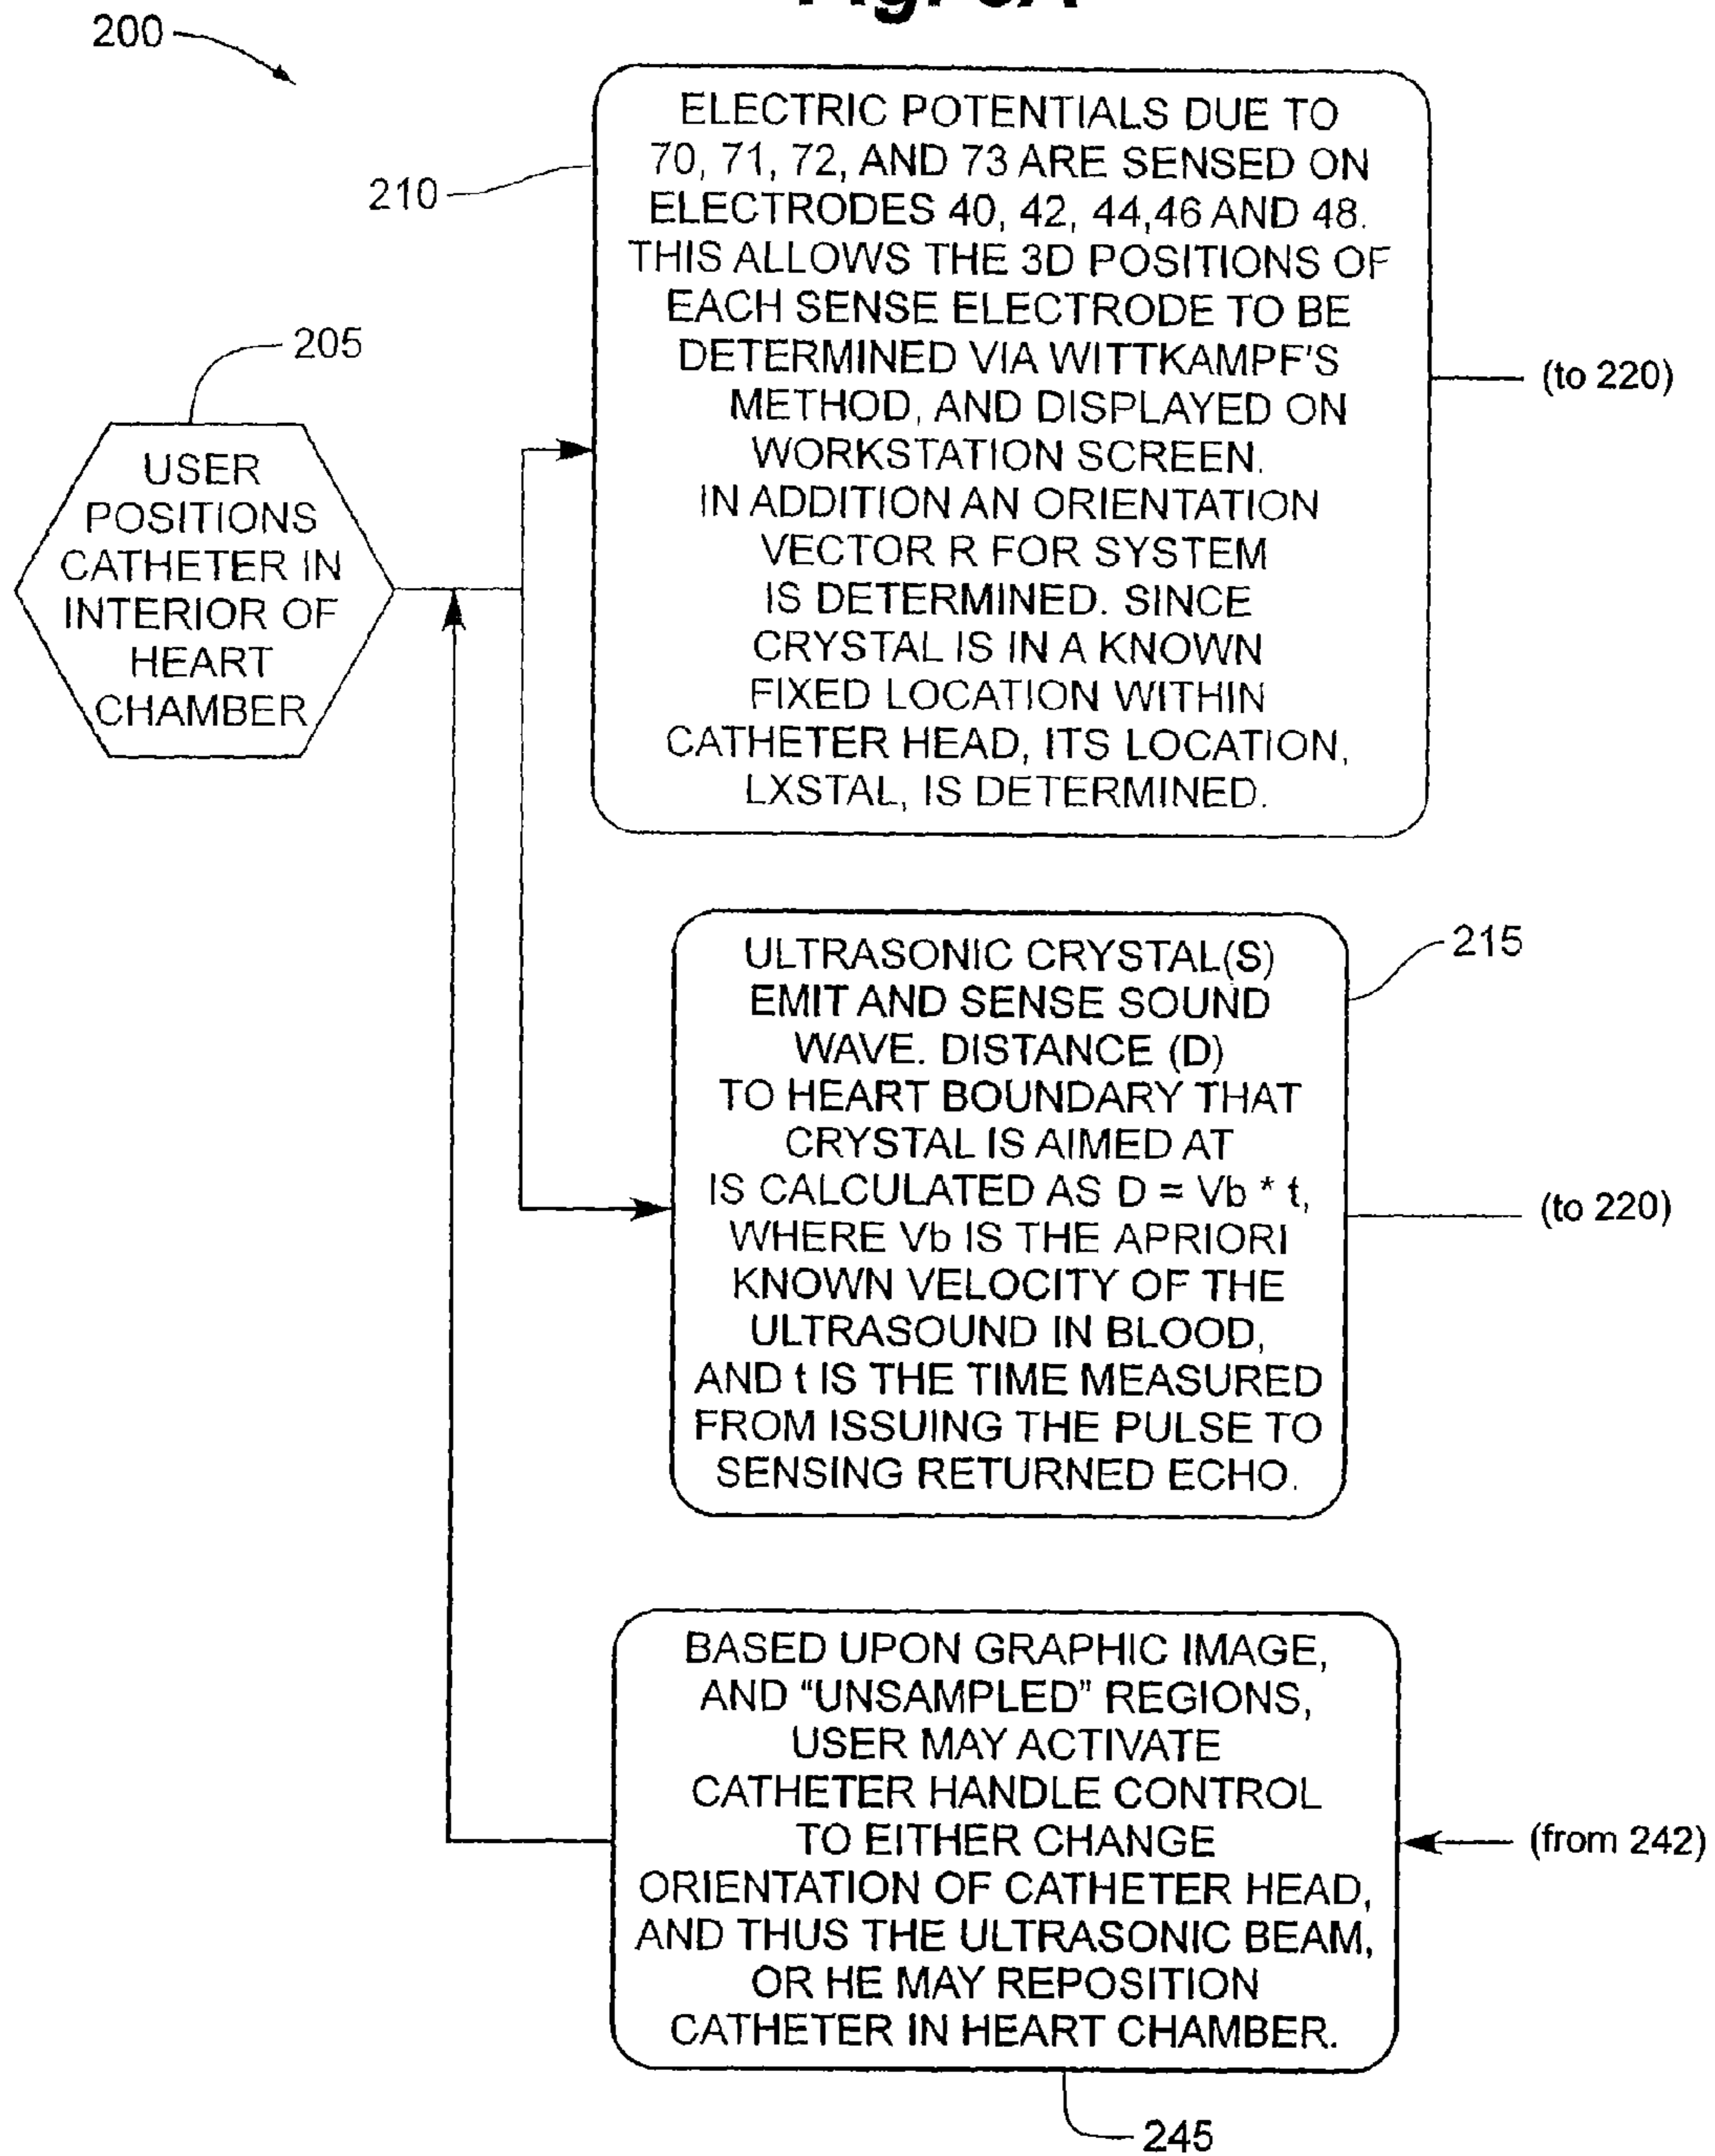 200
210
ELECTRIC POTENTIALS DUE TO
70, 71, 72, AND 73 ARE SENSED ON
ELECTRODES 40, 42, 44,46 AND 48.
THIS ALLOWS THE 3D POSITIONS OF
EACH SENSE ELECTRODE TO BE
DETERMINED VIA WITTKAMPF'S
METHOD, AND DISPLAYED ON
WORKSTATION SCREEN.
IN ADDITION AN ORIENTATION
VECTOR R FOR SYSTEM
IS DETERMINED. SINCE
CRYSTAL IS IN A KNOWN
FIXED LOCATION WITHIN
CATHETER HEAD, ITS LOCATION,
LXSTAL, IS DETERMINED.
(to 220)
205
USER
POSITIONS
CATHETER IN
INTERIOR OF
HEART
CHAMBER
215
ULTRASONIC CRYSTAL(S)
EMIT AND SENSE SOUND
WAVE. DISTANCE (D)
TO HEART BOUNDARY THAT
CRYSTAL IS AIMED AT
IS CALCULATED AS D = Vb * t,
WHERE Vb IS THE APRIORI
KNOWN VELOCITY OF THE
ULTRASOUND IN BLOOD,
AND t IS THE TIME MEASURED
FROM ISSUING THE PULSE TO
SENSING RETURNED ECHO.
(to 220)
BASED UPON GRAPHIC IMAGE,
AND “UNSAMPLED” REGIONS,
USER MAY ACTIVATE
CATHETER HANDLE CONTROL
TO EITHER CHANGE
ORIENTATION OF CATHETER HEAD,
AND THUS THE ULTRASONIC BEAM,
OR HE MAY REPOSITION
CATHETER IN HEART CHAMBER.
(from 242)
245